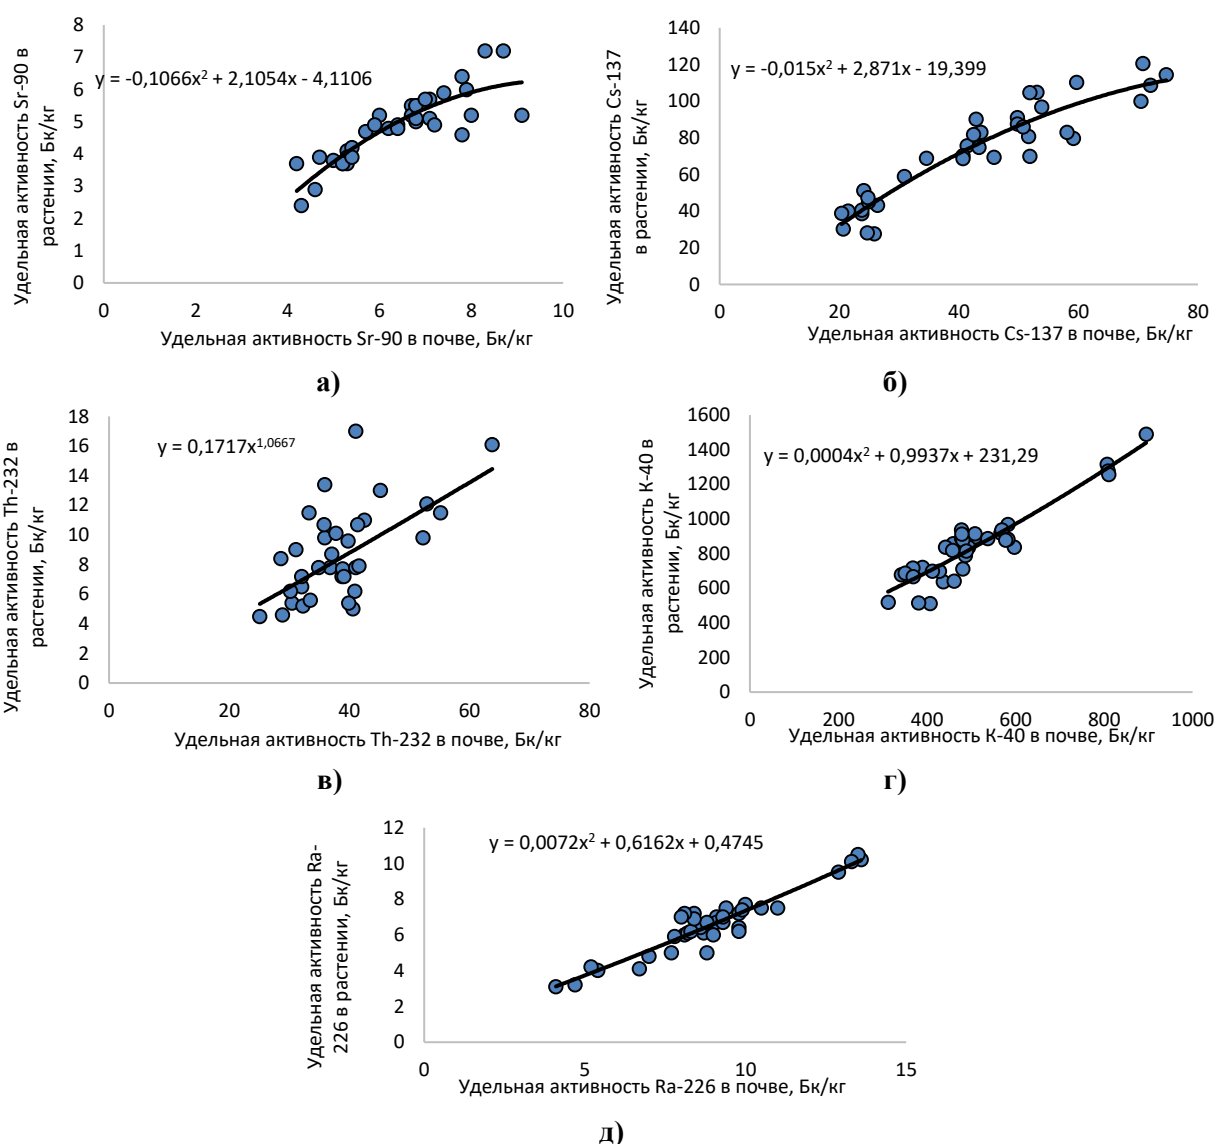 Удельная активность Sr-90 в
растении, Бк/кг
8
7
6
5
4
3
2
1
0
y = -0,1066x² + 2,1054x - 4,1106
0 2 4 6 8 10
Удельная активность Sr-90 в почве, Бк/кг
а)
Удельная активность Cs-137
в растении, Бк/кг
140
120
100
80
60
40
20
0
y = -0,015x² + 2,871x - 19,399
0 20 40 60 80
Удельная активность Cs-137 в почве, Бк/кг
б)
Удельная активность Th-232 в
растении, Бк/кг
18
16
14
12
10
8
6
4
2
0
y = 0,1717x¹,⁰⁶⁶⁷
0 20 40 60 80
Удельная активность Th-232 в почве, Бк/кг
в)
Удельная активность К-40 в
растении, Бк/кг
1600
1400
1200
1000
800
600
400
200
0
y = 0,0004x² + 0,9937x + 231,29
0 200 400 600 800 1000
Удельная активность К-40 в почве, Бк/кг
г)
Удельная активность Ra-
226 в растении, Бк/кг
12
10
8
6
4
2
0
y = 0,0072x² + 0,6162x + 0,4745
0 5 10 15
Удельная активность Ra-226 в почве, Бк/кг
д)